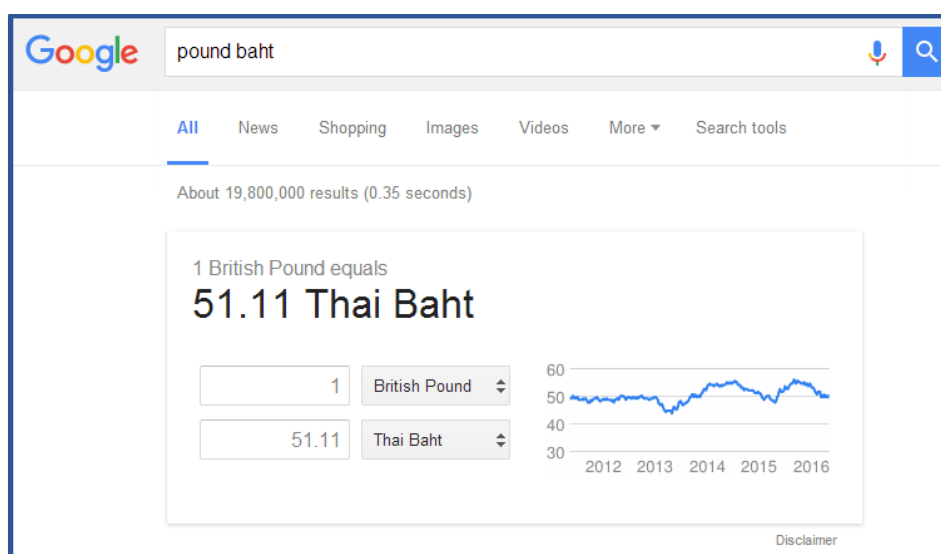 Google pound baht
All News Shopping Images Videos More Search tools
About 19,800,000 results (0.35 seconds)
1 British Pound equals
51.11 Thai Baht
1 British Pound
51.11 Thai Baht
60
50
40
30
2012 2013 2014 2015 2016
Disclaimer